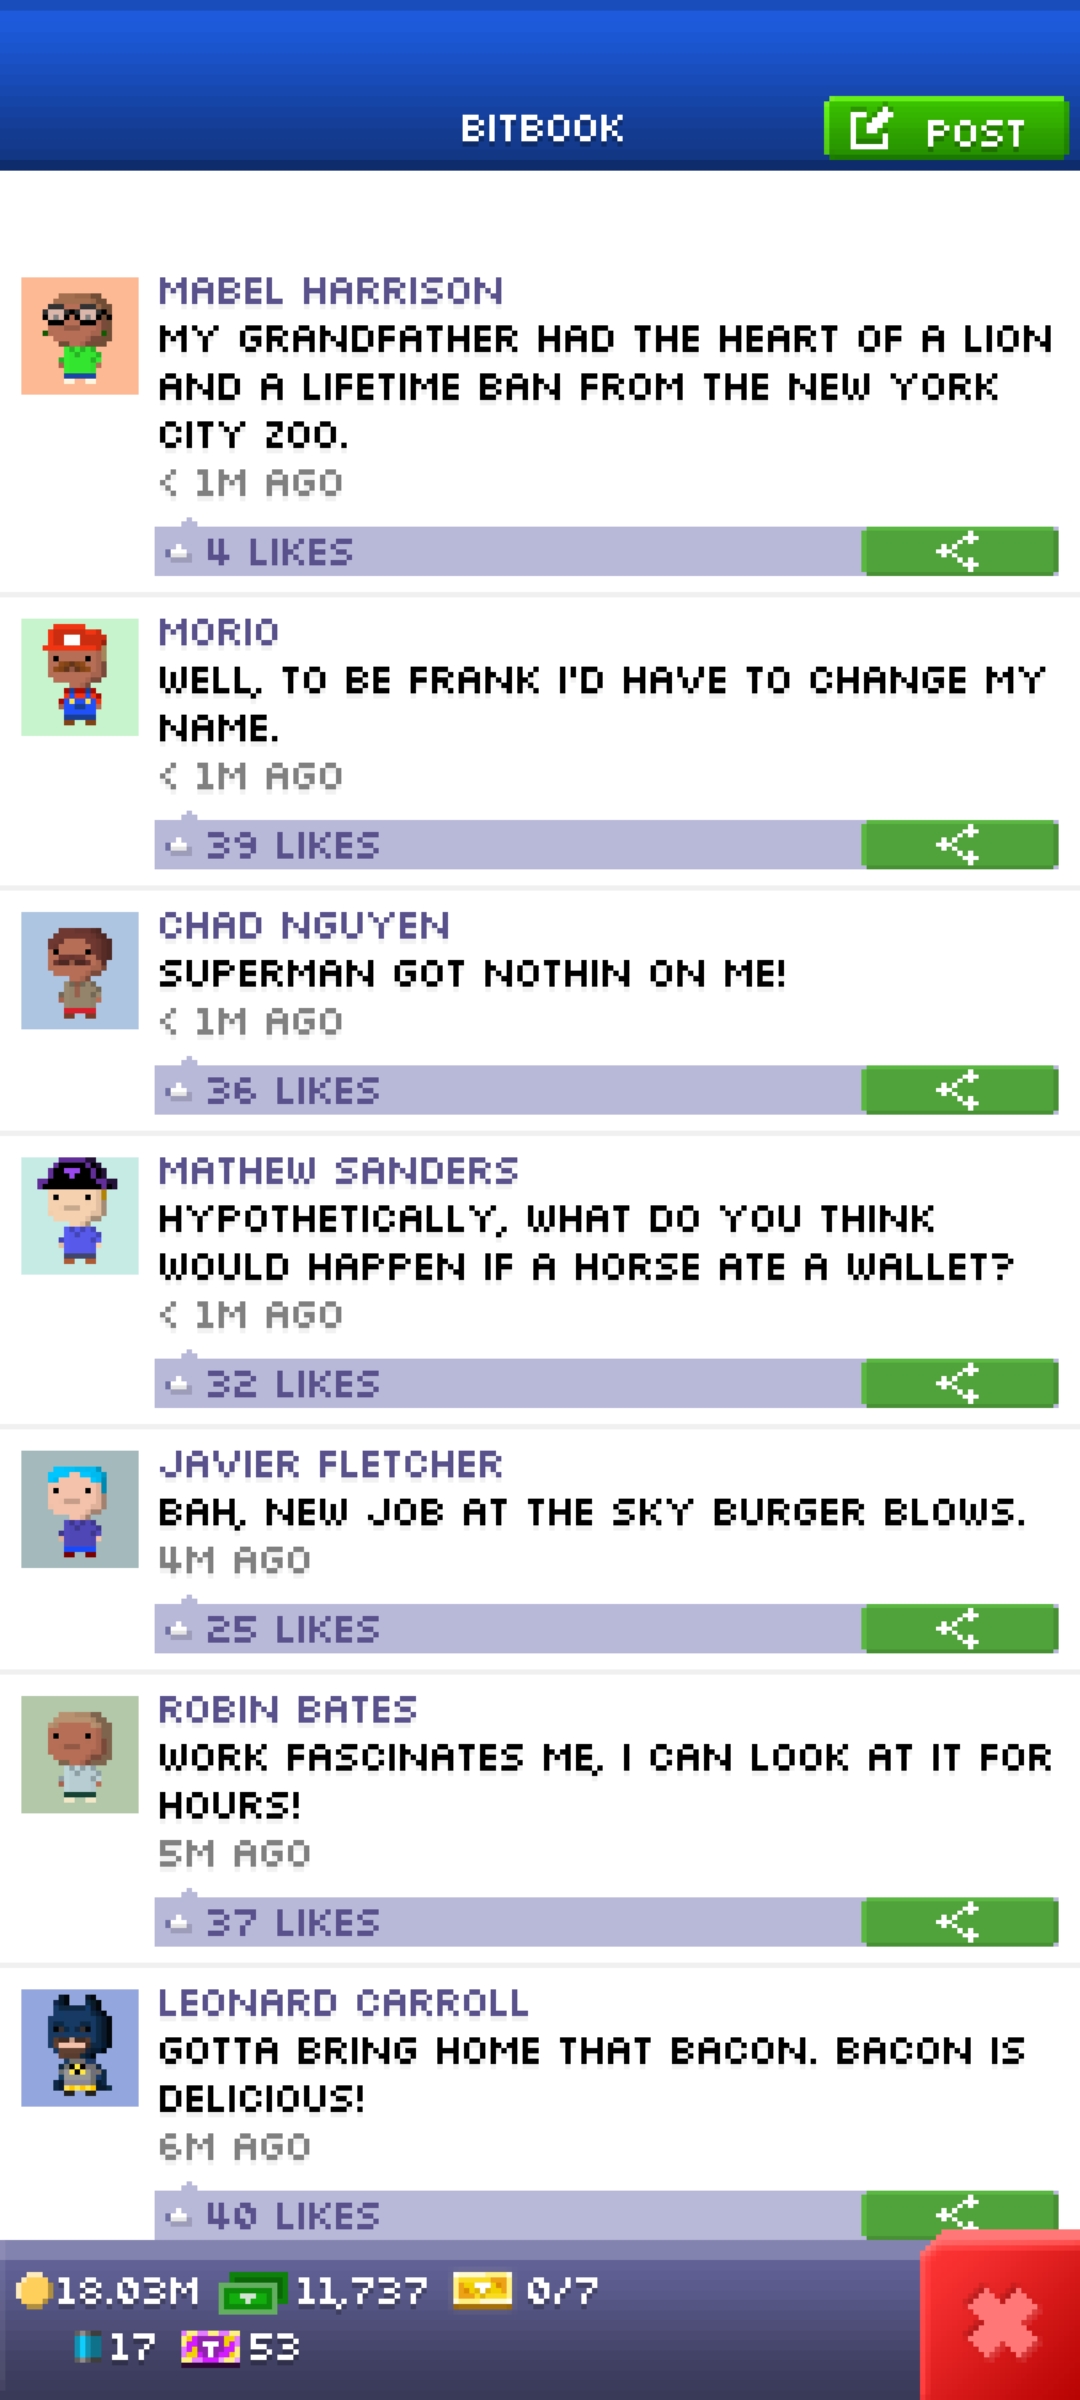 BITBOOK
POST
MABEL HARRISON
MY GRANDFATHER HAD THE HEART OF A LION
AND A LIFETIME BAN FROM THE NEW YORK
CITY ZOO.
< 1M AGO
4 LIKES
MORIO
WELL, TO BE FRANK I'D HAVE TO CHANGE MY
NAME.
< 1M AGO
39 LIKES
CHAD NGUYEN
SUPERMAN GOT NOTHIN ON ME!
< 1M AGO
36 LIKES
MATHEW SANDERS
HYPOTHETICALLY, WHAT DO YOU THINK
WOULD HAPPEN IF A HORSE ATE A WALLET?
< 1M AGO
32 LIKES
JAVIER FLETCHER
BAH, NEW JOB AT THE SKY BURGER BLOWS.
4M AGO
25 LIKES
ROBIN BATES
WORK FASCINATES ME, I CAN LOOK AT IT FOR
HOURS!
5M AGO
37 LIKES
LEONARD CARROLL
GOTTA BRING HOME THAT BACON. BACON IS
DELICIOUS!
6M AGO
40 LIKES
18.03M 11,737 0/7
17 53